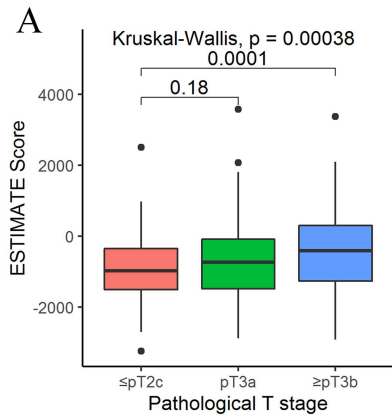 A
Kruskal-Wallis, p = 0.00038
0.0001
0.18
ESTIMATE Score
4000
2000
0
-2000
≤pT2c pT3a ≥pT3b
Pathological T stage